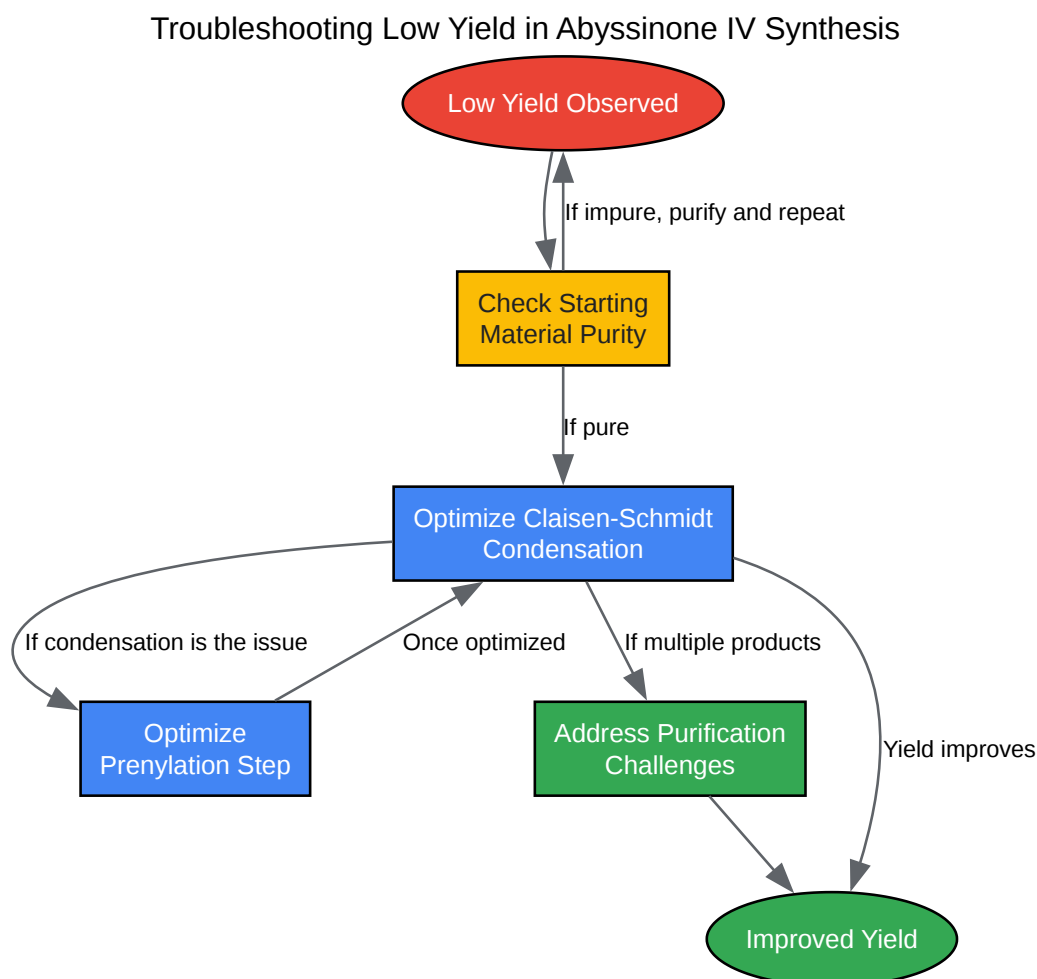 Troubleshooting Low Yield in Abyssinone IV Synthesis
Low Yield Observed
If impure, purify and repeat
Check Starting
Material Purity
If pure
Optimize Claisen-Schmidt
Condensation
If condensation is the issue
Once optimized
If multiple products
Optimize
Prenylation Step
Address Purification
Challenges
Yield improves
Improved Yield